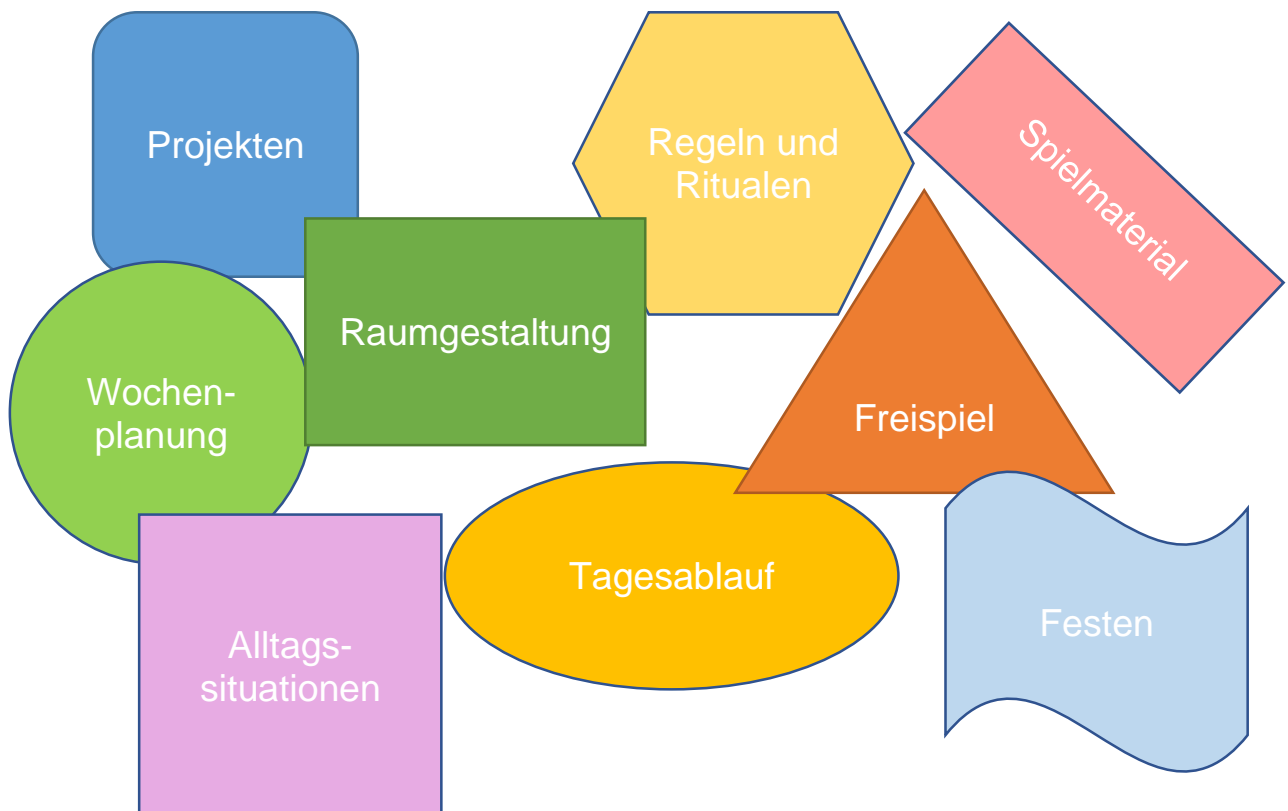 Projekten
Regeln und
Ritualen
Spielmaterial
Raumgestaltung
Wochen-
planung
Freispiel
Tagesablauf
Festen
Alltags-
situationen